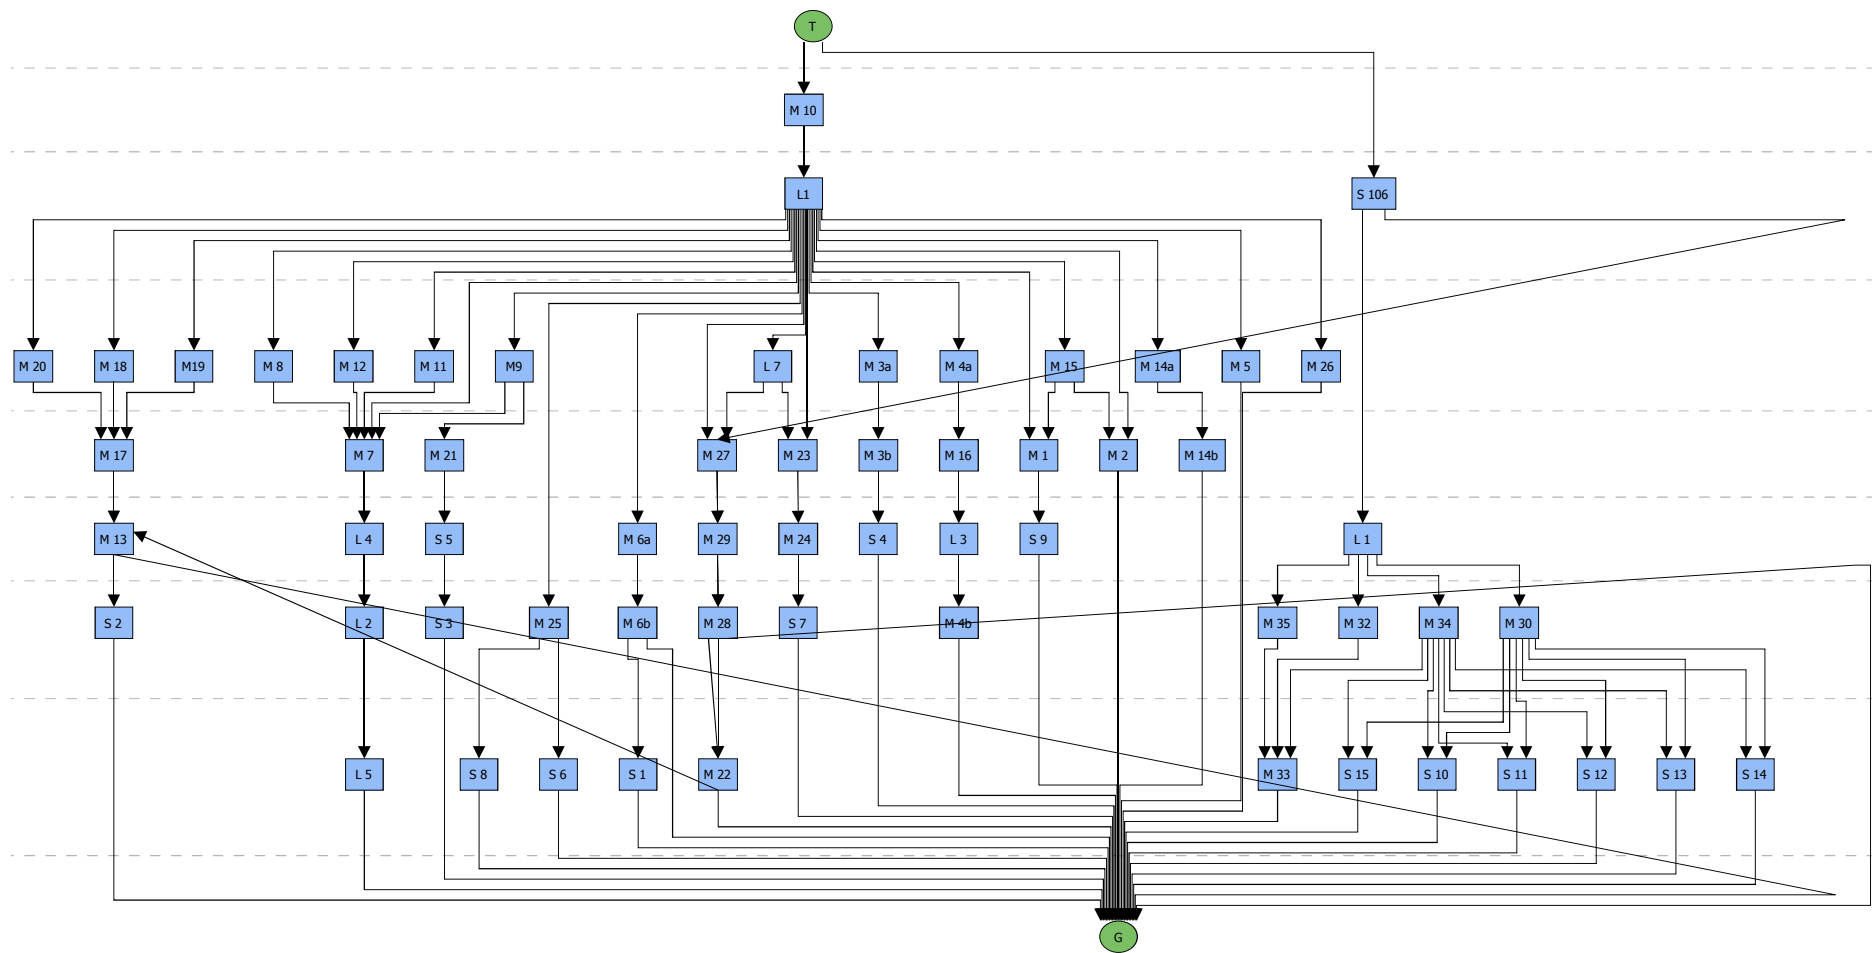 T
M 10
L1
S 106
M 20 M 18 M19 M 8 M 12 M 11 M9 L 7 M 3a M 4a M 15 M 14a M 5 M 26
M 17 M 7 M 21 M 27 M 23 M 3b M 16 M 1 M 2 M 14b
M 13 L 4 S 5 M 6a M 29 M 24 S 4 L 3 S 9 L 1
S 2 L 2 S 3 M 25 M 6b M 28 S 7 M 4b M 35 M 32 M 34 M 30
L 5 S 8 S 6 S 1 M 22 M 33 S 15 S 10 S 11 S 12 S 13 S 14
G